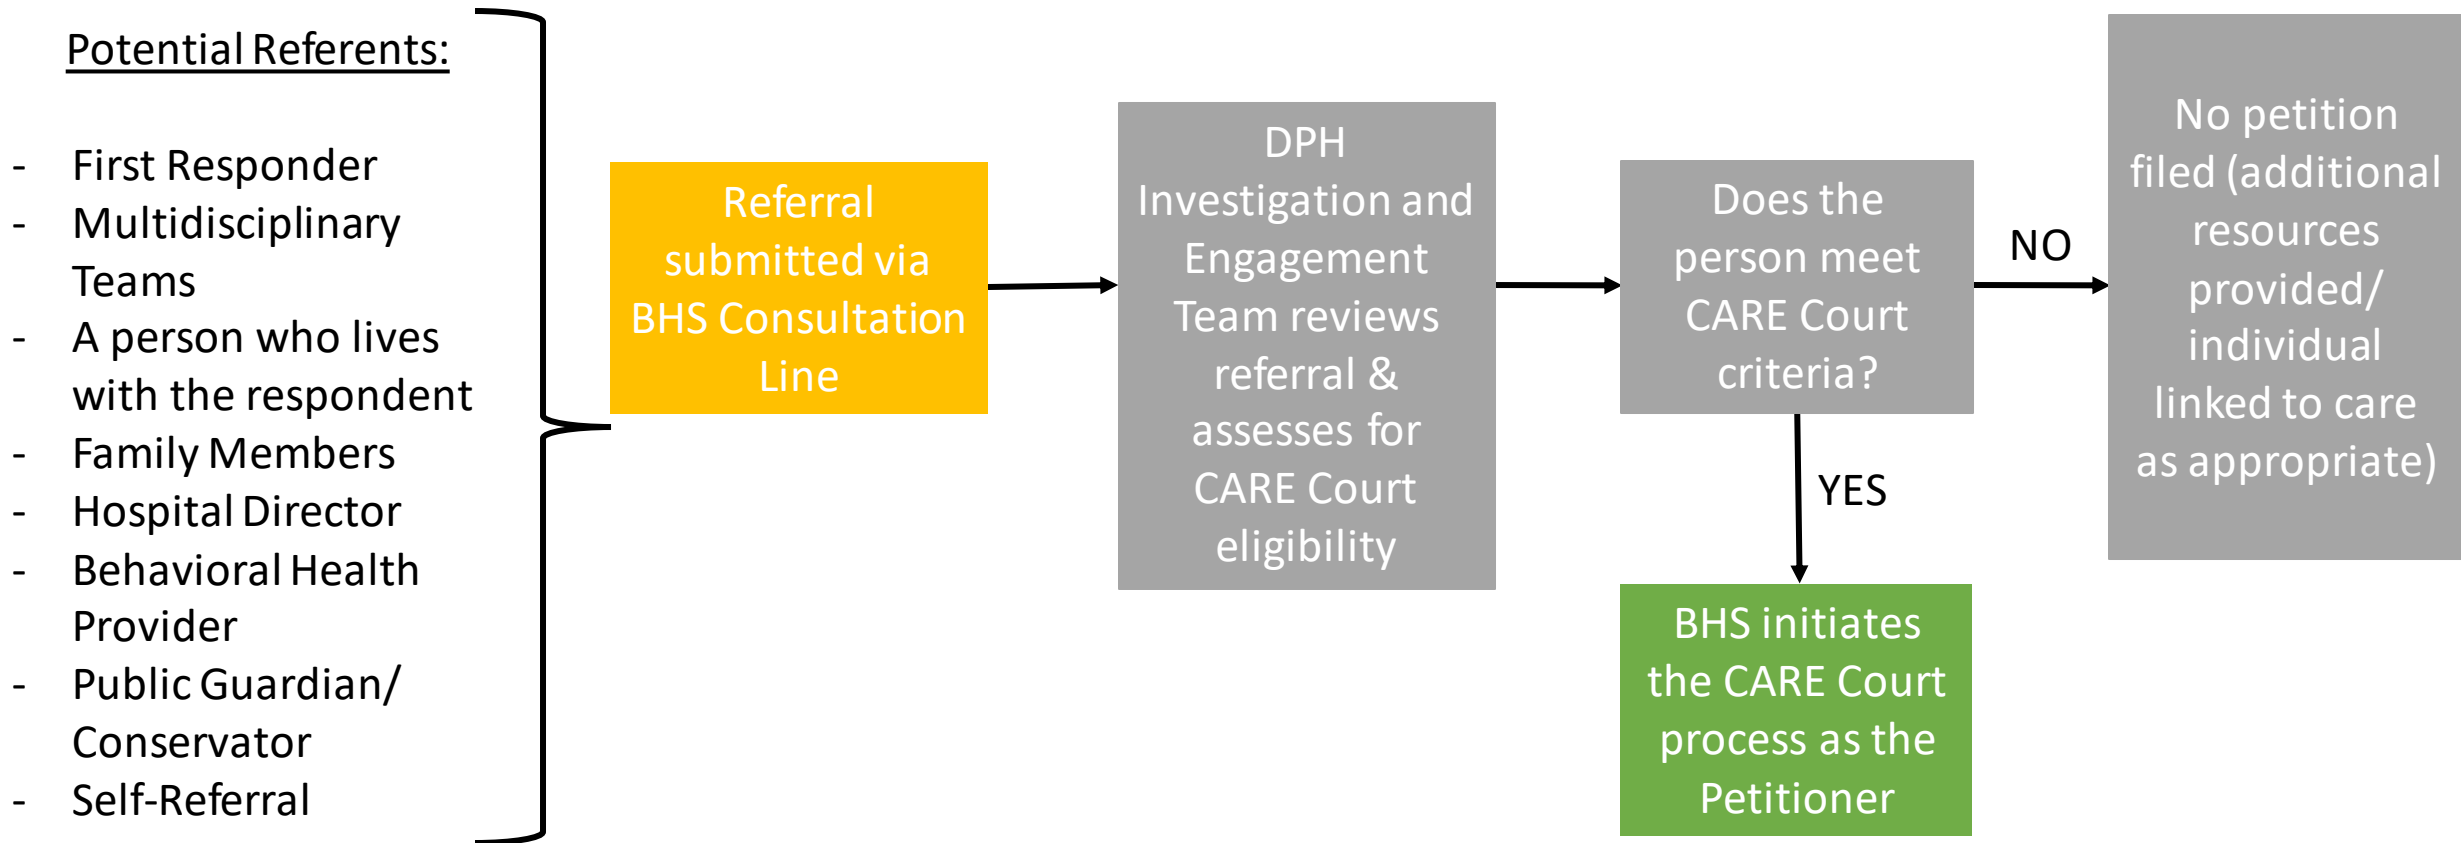 Potential Referents:
- First Responder
- Multidisciplinary
Teams
- A person who lives
with the respondent
- Family Members
- Hospital Director
- Behavioral Health
Provider
- Public Guardian/
Conservator
- Self-Referral
Referral
submitted via
BHS Consultation
Line
DPH
Investigation and
Engagement
Team reviews
referral &
assesses for
CARE Court
eligibility
Does the
person meet
CARE Court
criteria?
NO
No petition
filed (additional
resources
provided/
individual
linked to care
as appropriate)
YES
BHS initiates
the CARE Court
process as the
Petitioner